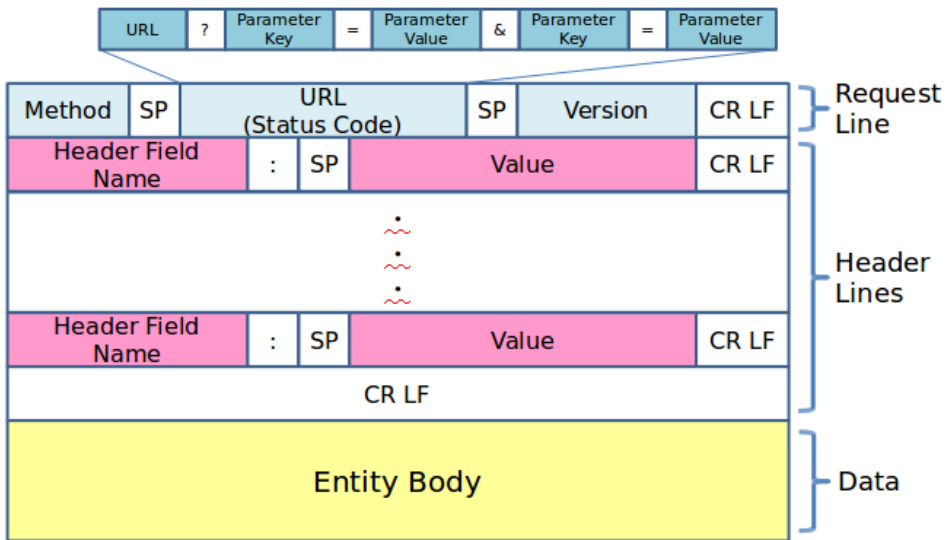 URL ? Parameter Key = Parameter Value & Parameter Key = Parameter Value
Method SP URL (Status Code) SP Version CR LF
Request Line
Header Field Name : SP Value CR LF
.
.
.
Header Lines
Header Field Name : SP Value CR LF
CR LF
Entity Body
Data